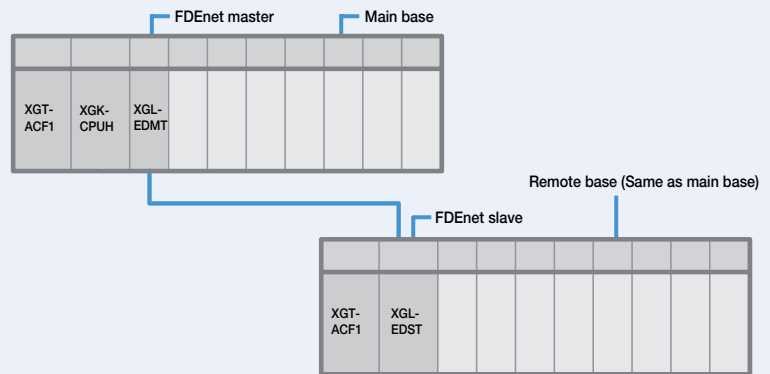 FDEnet master
Main base
XGT-
ACF1
XGK-
CPUH
XGL-
EDMT
Remote base (Same as main base)
FDEnet slave
XGT-
ACF1
XGL-
EDST